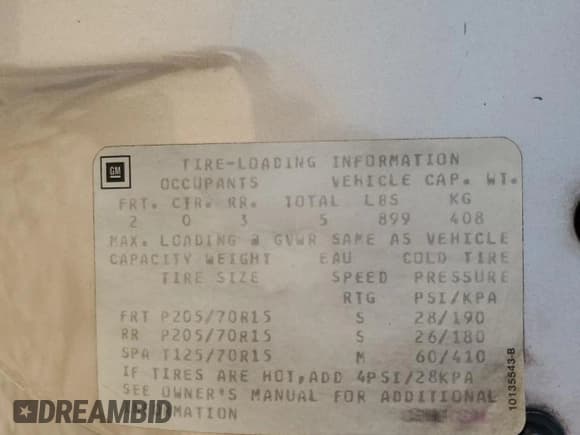 GM
TIRE-LOADING INFORMATION
OCCUPANTS VEHICLE CAP. WT.
FRT. CTR. RR. TOTAL LBS KG
2 0 3 5 899 408
MAX. LOADING @ GVWR SAME AS VEHICLE
CAPACITY WEIGHT EAU COLD TIRE
TIRE SIZE SPEED PRESSURE
RTG PSI/KPA
FRT P205/70R15 S 28/190
RR P205/70R15 S 26/180
SPA T125/70R15 M 60/410
IF TIRES ARE HOT, ADD 4PSI/28KPA
SEE OWNER'S MANUAL FOR ADDITIONAL
MATION
10135543-B
DREAMBID